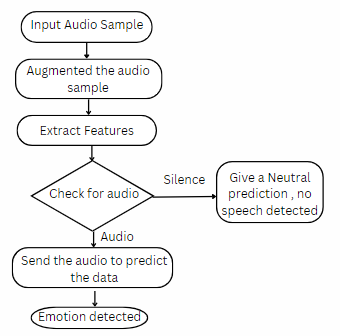 Input Audio Sample
Augmented the audio
sample
Extract Features
Check for audio
Silence
Give a Neutral
prediction , no
speech detected
Audio
Send the audio to predict
the data
Emotion detected